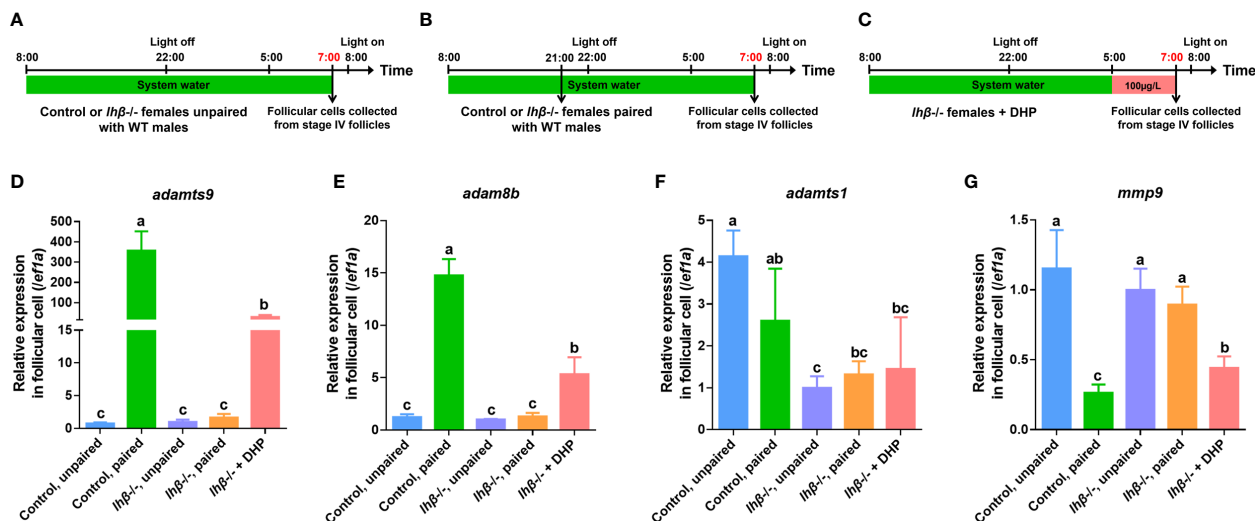 A
Light off
Light on
8:00
22:00
5:00
7:00
8:00
Time
System water
Control or lhβ-/- females unpaired
with WT males
Follicular cells collected
from stage IV follicles
B
Light off
Light on
8:00
21:00
22:00
5:00
7:00
8:00
Time
System water
Control or lhβ-/- females paired
with WT males
Follicular cells collected
from stage IV follicles
C
Light off
Light on
8:00
22:00
5:00
7:00
8:00
Time
System water
100μg/L
lhβ-/- females + DHP
Follicular cells collected
from stage IV follicles
D
adamts9
Relative expression
in follicular cell (/ef1a)
500
400
300
200
100
15
10
5
0
c
a
c
c
b
Control, unpaired
Control, paired
lhβ-/-, unpaired
lhβ-/-, paired
lhβ-/- + DHP
E
adam8b
Relative expression
in follicular cell (/ef1a)
20
15
10
5
0
c
a
c
c
b
Control, unpaired
Control, paired
lhβ-/-, unpaired
lhβ-/-, paired
lhβ-/- + DHP
F
adamts1
Relative expression
in follicular cell (/ef1a)
5
4
3
2
1
0
a
ab
c
bc
bc
Control, unpaired
Control, paired
lhβ-/-, unpaired
lhβ-/-, paired
lhβ-/- + DHP
G
mmp9
Relative expression
in follicular cell (/ef1a)
1.5
1.0
0.5
0.0
a
c
a
a
b
Control, unpaired
Control, paired
lhβ-/-, unpaired
lhβ-/-, paired
lhβ-/- + DHP